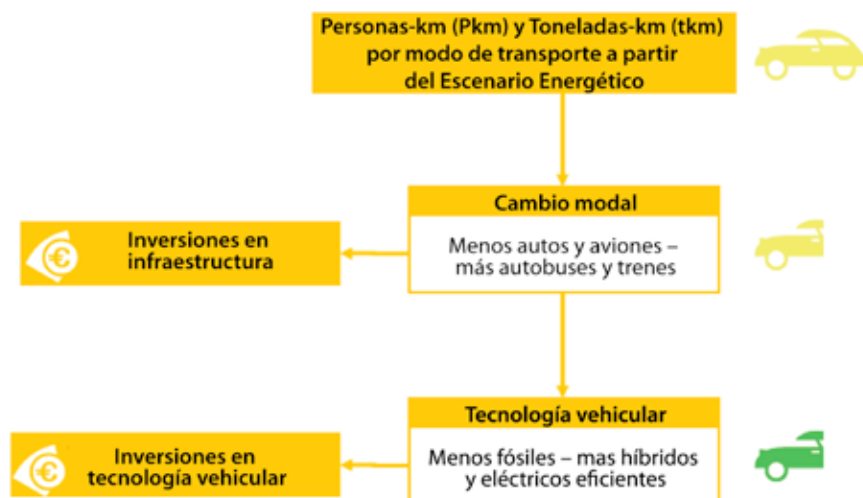 Personas-km (Pkm) y Toneladas-km (tkm)
por modo de transporte a partir
del Escenario Energético
Cambio modal
Menos autos y aviones –
más autobuses y trenes
Inversiones en
infraestructura
Tecnología vehicular
Menos fósiles – mas híbridos
y eléctricos eficientes
Inversiones en
tecnología vehicular